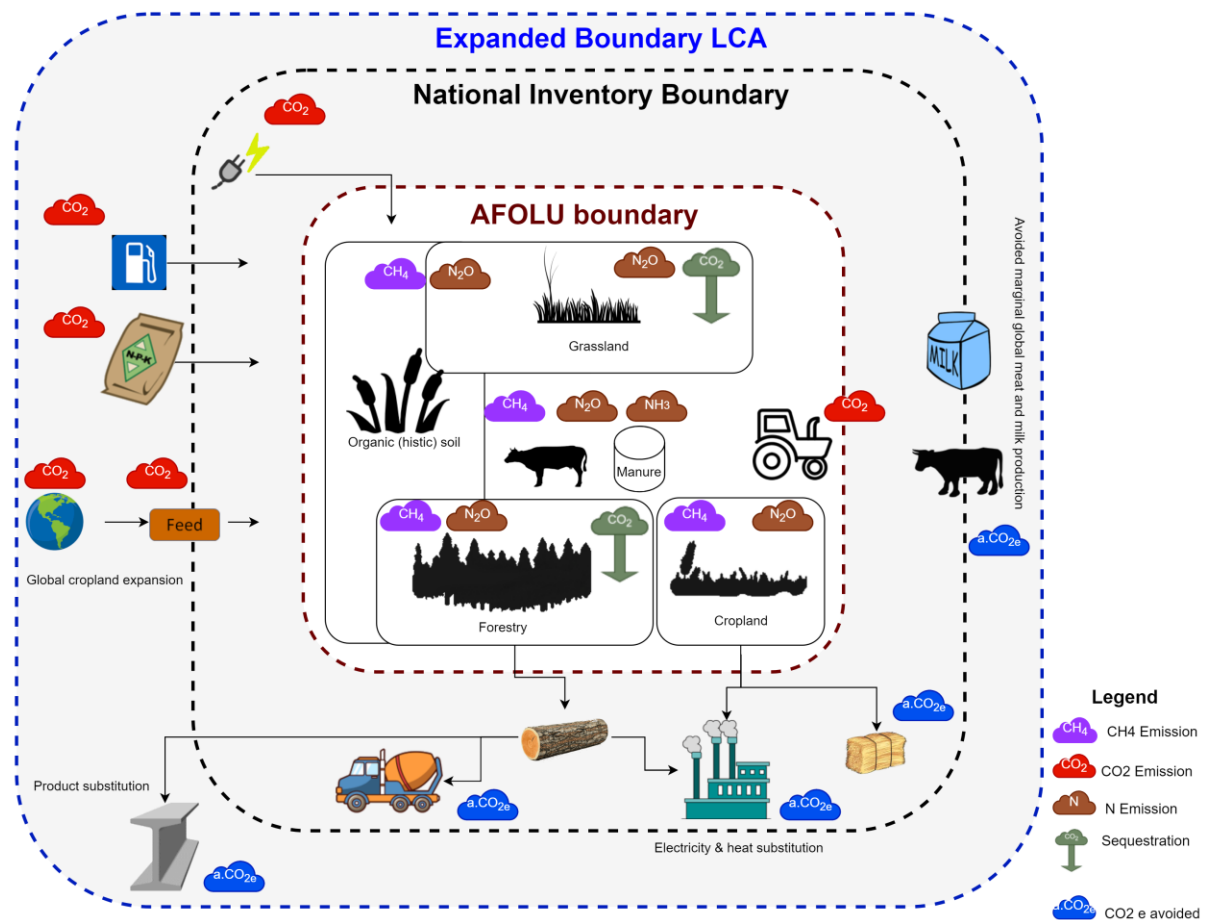 Expanded Boundary LCA
National Inventory Boundary
CO2
AFOLU boundary
CO2
CH4
N2O
N2O
CO2
Grassland
CO2
N-P-K
Organic (histic) soil
CH4
N2O
NH3
Manure
CO2
MILK
Avoided marginal global meat and milk production
a.CO2e
CO2
CO2
Feed
Global cropland expansion
CH4
N2O
CO2
Forestry
CH4
N2O
Cropland
a.CO2e
Product substitution
a.CO2e
a.CO2e
a.CO2e
Electricity & heat substitution
Legend
CH4
CH4 Emission
CO2
CO2 Emission
N
N Emission
CO2
Sequestration
a.CO2e
CO2 e avoided